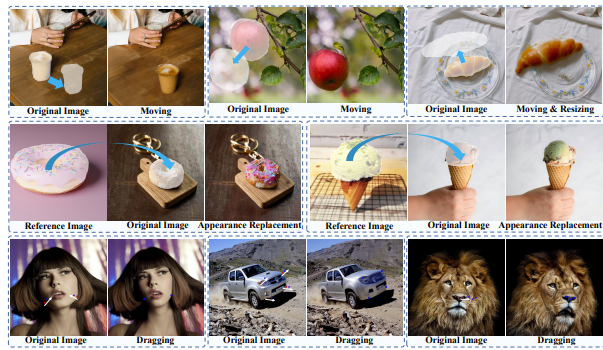 Original Image
Moving
Original Image
Moving
Original Image
Moving & Resizing
Reference Image
Original Image
Appearance Replacement
Reference Image
Original Image
Appearance Replacement
Original Image
Dragging
Original Image
Dragging
Original Image
Dragging